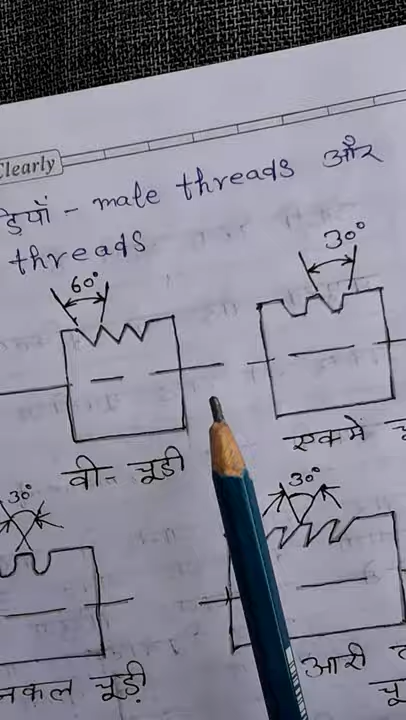 Clearly
डियाँ - male threads और
threads
60°
30°
वी- चूड़ी
एकमे
30°
30°
नकल चूड़ी
आरी
चू